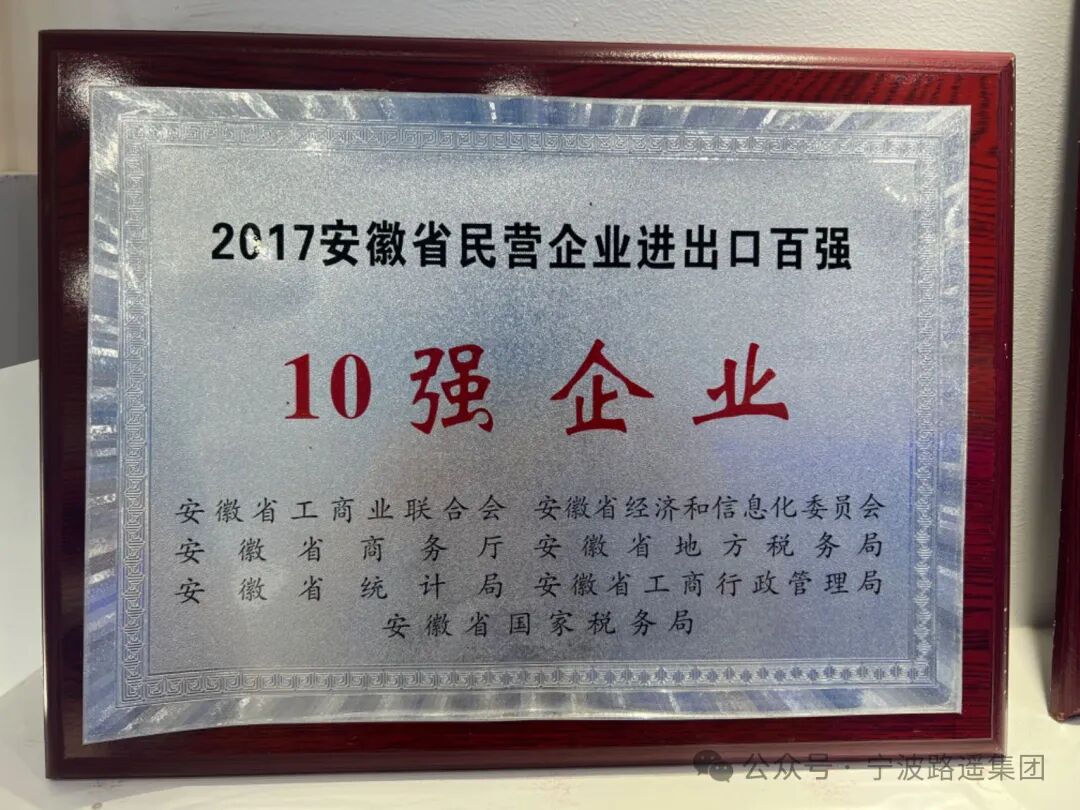 2017安徽省民营企业进出口百强
10强企业
安徽省工商业联合会 安徽省经济和信息化委员会
安徽省商务厅 安徽省地方税务局
安徽省统计局 安徽省工商行政管理局
安徽省国家税务局
公众号·宁波路遥集团